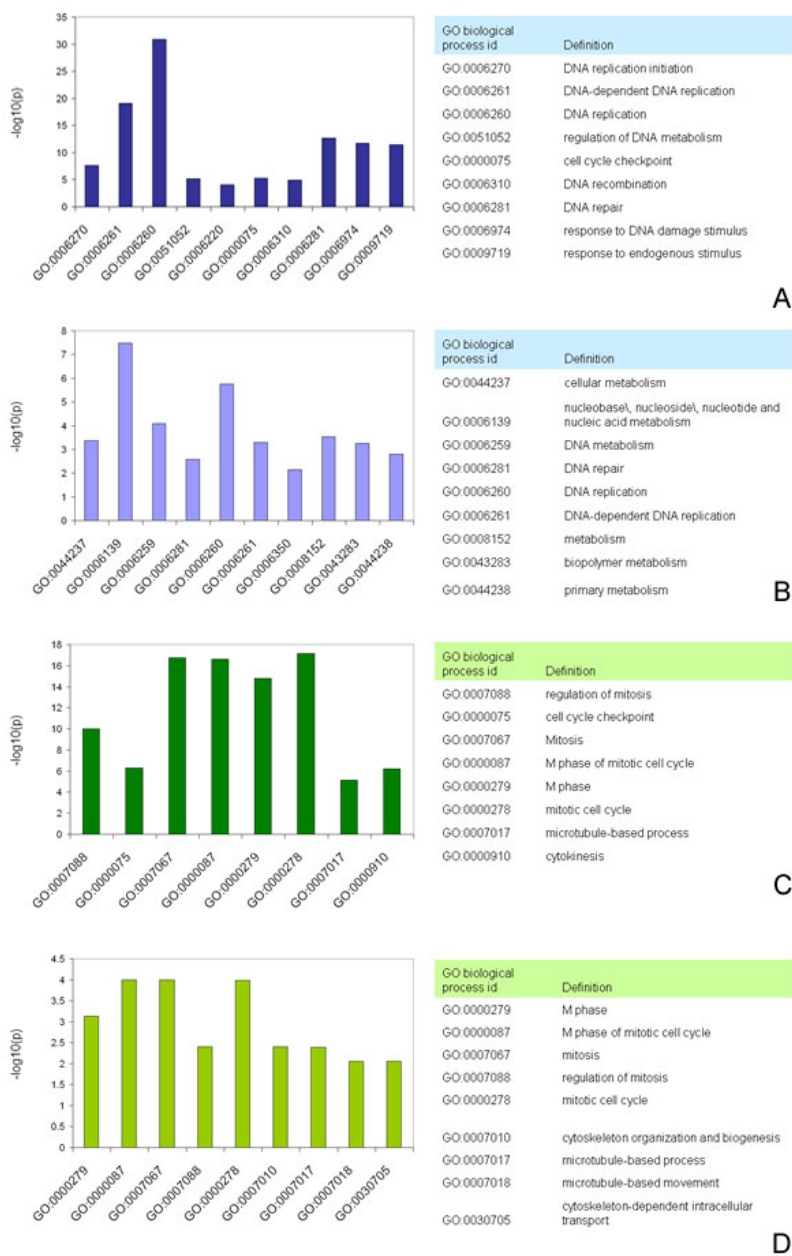 35
30
25
20
15
10
5
0
-log10(p)
GO:0006270
GO:0006261
GO:0006260
GO:0051052
GO:0006220
GO:0000075
GO:0006310
GO:0006281
GO:0006974
GO:0009719
GO biological
process id Definition
GO:0006270 DNA replication initiation
GO:0006261 DNA-dependent DNA replication
GO:0006260 DNA replication
GO:0051052 regulation of DNA metabolism
GO:0000075 cell cycle checkpoint
GO:0006310 DNA recombination
GO:0006281 DNA repair
GO:0006974 response to DNA damage stimulus
GO:0009719 response to endogenous stimulus
A
8
7
6
5
4
3
2
1
0
-log10(p)
GO:0044237
GO:0006139
GO:0006259
GO:0006281
GO:0006260
GO:0006261
GO:0006350
GO:0008152
GO:0043283
GO:0044238
GO biological
process id Definition
GO:0044237 cellular metabolism
nucleobase\, nucleoside\, nucleotide and
GO:0006139 nucleic acid metabolism
GO:0006259 DNA metabolism
GO:0006281 DNA repair
GO:0006260 DNA replication
GO:0006261 DNA-dependent DNA replication
GO:0008152 metabolism
GO:0043283 biopolymer metabolism
GO:0044238 primary metabolism
B
18
16
14
12
10
8
6
4
2
0
-log10(p)
GO:0007088
GO:0000075
GO:0007067
GO:0000087
GO:0000279
GO:0000278
GO:0007017
GO:0000910
GO biological
process id Definition
GO:0007088 regulation of mitosis
GO:0000075 cell cycle checkpoint
GO:0007067 Mitosis
GO:0000087 M phase of mitotic cell cycle
GO:0000279 M phase
GO:0000278 mitotic cell cycle
GO:0007017 microtubule-based process
GO:0000910 cytokinesis
C
4.5
4
3.5
3
2.5
2
1.5
1
0.5
0
-log10(p)
GO:0000279
GO:0000087
GO:0007067
GO:0007088
GO:0000278
GO:0007010
GO:0007017
GO:0007018
GO:0030705
GO biological
process id Definition
GO:0000279 M phase
GO:0000087 M phase of mitotic cell cycle
GO:0007067 mitosis
GO:0007088 regulation of mitosis
GO:0000278 mitotic cell cycle
GO:0007010 cytoskeleton organization and biogenesis
GO:0007017 microtubule-based process
GO:0007018 microtubule-based movement
cytoskeleton-dependent intracellular
GO:0030705 transport
D